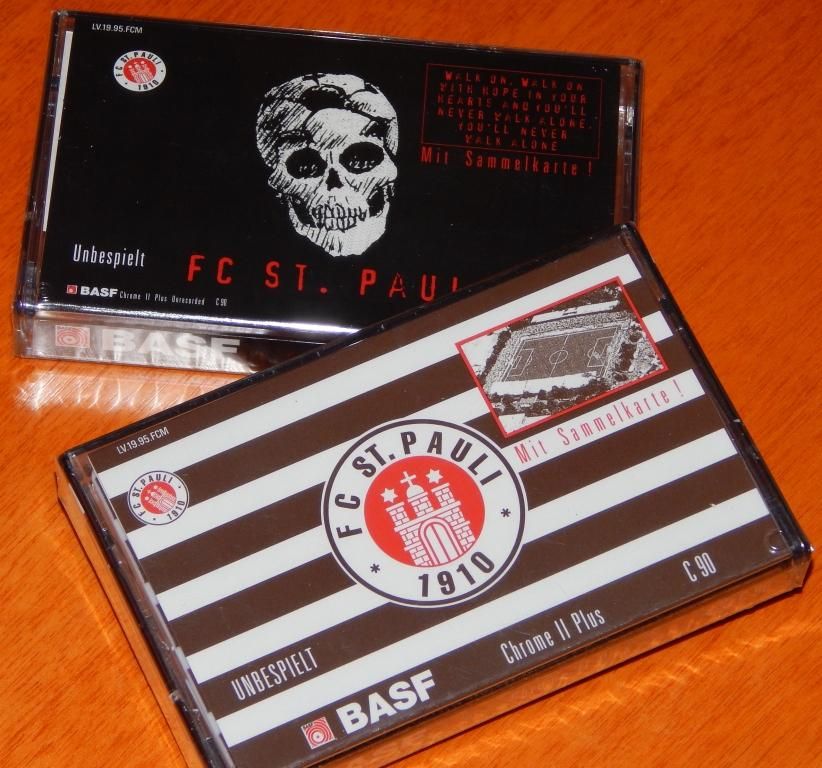 LV.19.95.FCM
FC ST. PAULI
1910
WALK ON, WALK ON
WITH HOPE IN YOUR
HEARTS AND YOU'LL
NEVER WALK ALONE.
YOU'LL NEVER
WALK ALONE
Mit Sammelkarte !
Unbespielt
FC ST. PAUL
BASF Chrome II Plus Unrecorded C 90
BASF
LV.19.95.FCM
FC ST. PAULI
1910
Mit Sammelkarte !
FC ST. PAULI
* 1910 *
UNBESPIELT
Chrome II Plus
C 90
BASF